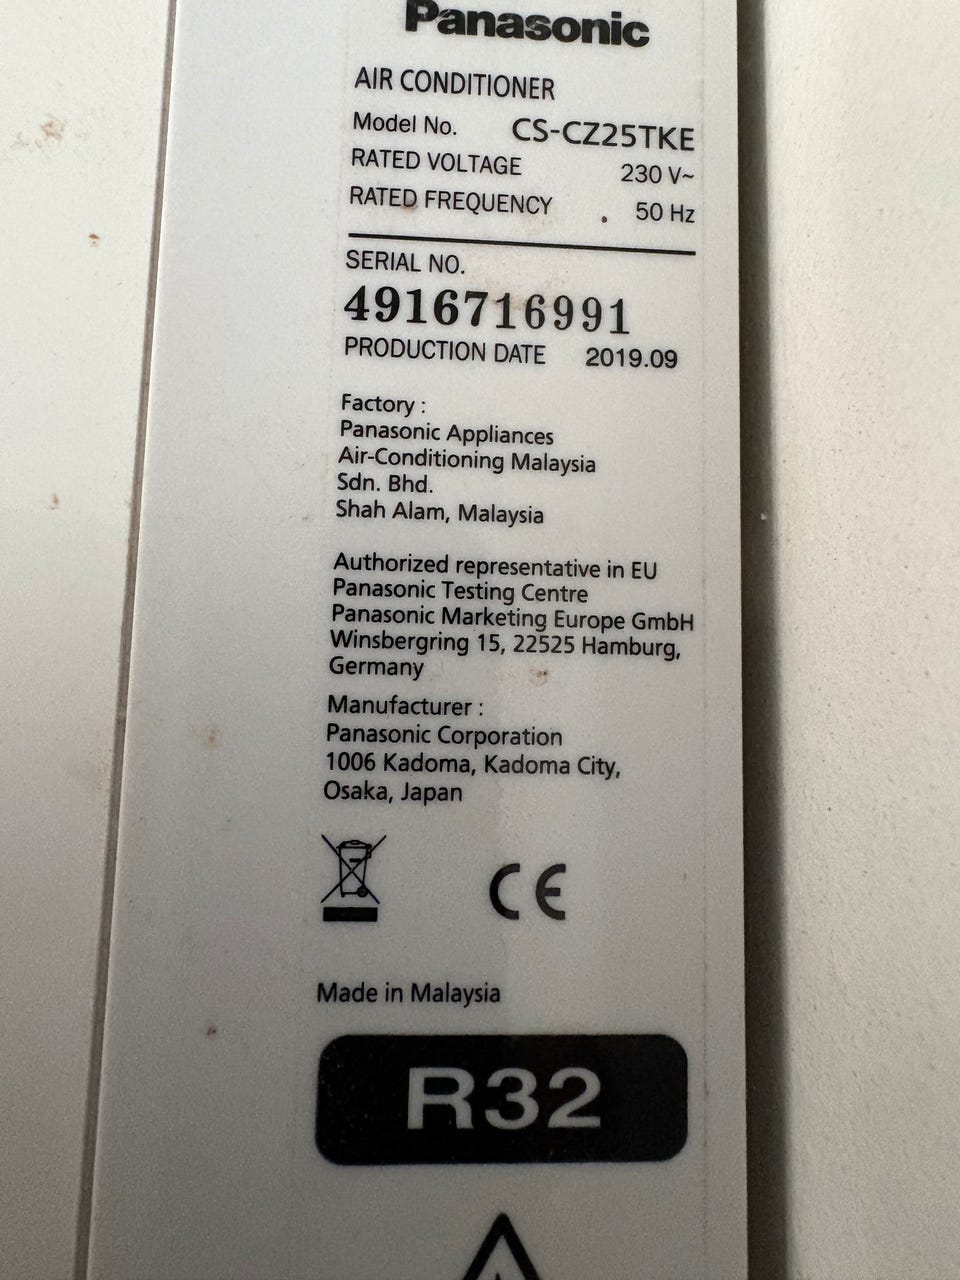 Panasonic
AIR CONDITIONER
Model No. CS-CZ25TKE
RATED VOLTAGE 230 V~
RATED FREQUENCY 50 Hz
SERIAL NO.
4916716991
PRODUCTION DATE 2019.09
Factory :
Panasonic Appliances
Air-Conditioning Malaysia
Sdn. Bhd.
Shah Alam, Malaysia
Authorized representative in EU
Panasonic Testing Centre
Panasonic Marketing Europe GmbH
Winsbergring 15, 22525 Hamburg,
Germany
Manufacturer :
Panasonic Corporation
1006 Kadoma, Kadoma City,
Osaka, Japan
CE
Made in Malaysia
R32